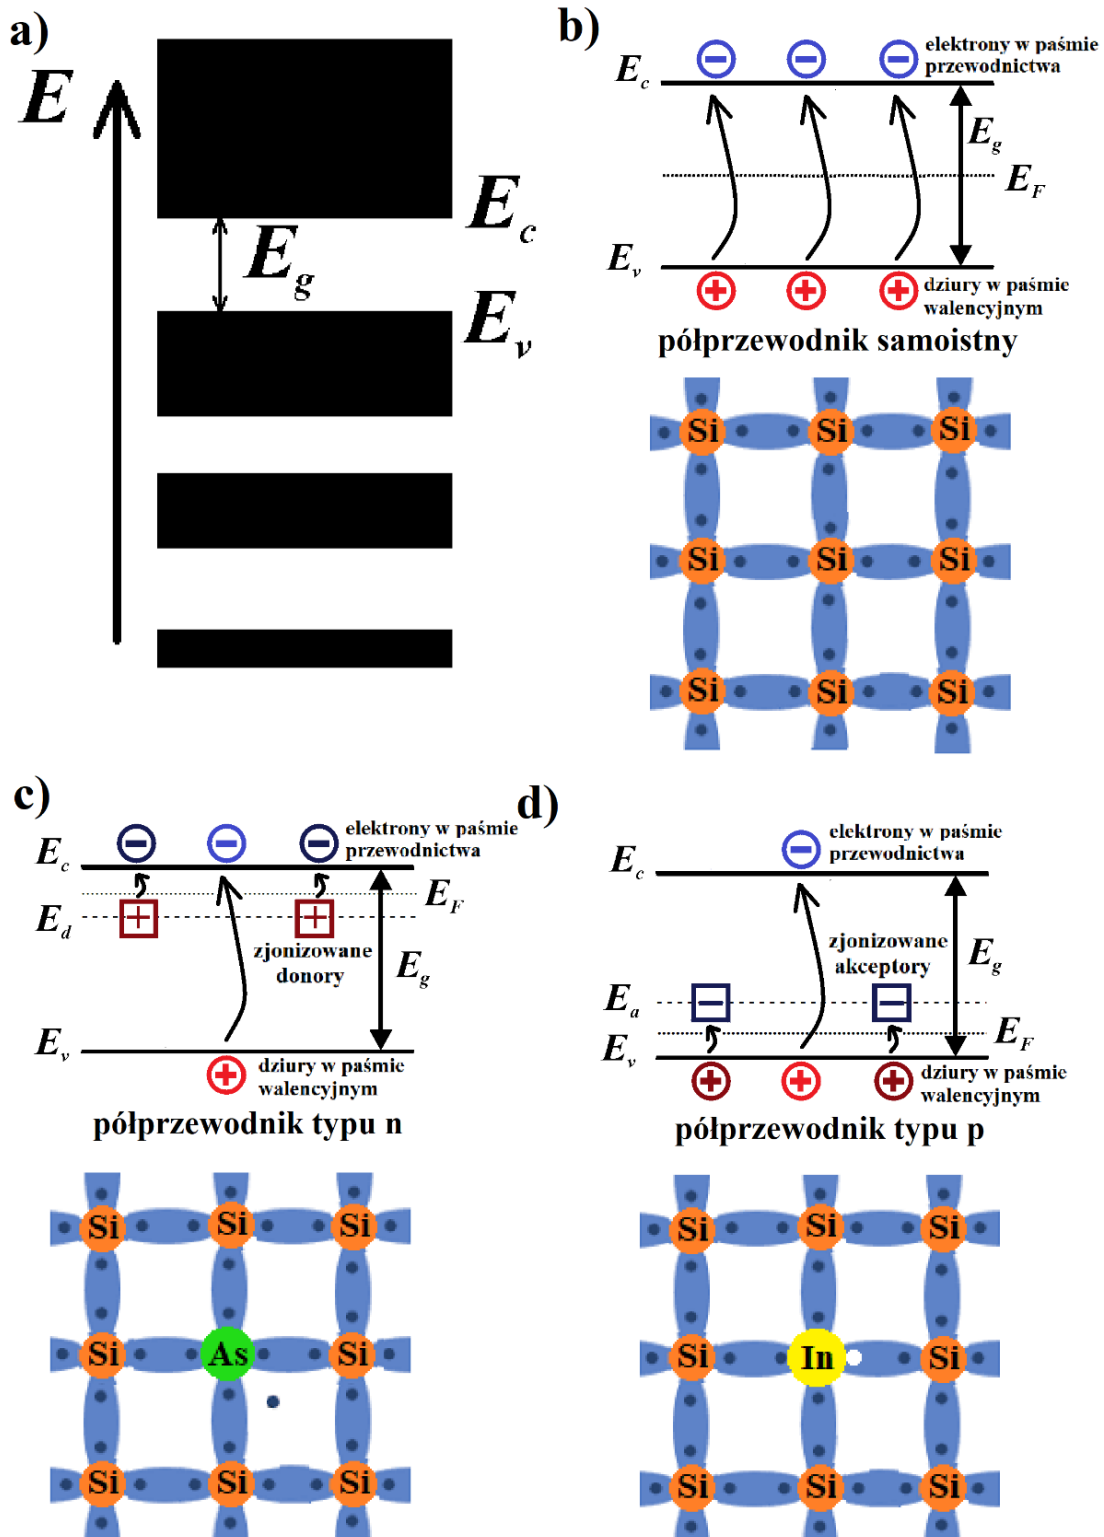 a)
E
E_c
E_g
E_v
b)
elektrony w paśmie
przewodnictwa
E_c
E_g
E_F
E_v
dziury w paśmie
walencyjnym
półprzewodnik samoistny
Si Si Si
Si Si Si
Si Si Si
c)
elektrony w paśmie
przewodnictwa
E_c
E_F
E_d
zjonizowane
donory
E_g
E_v
dziury w paśmie
walencyjnym
półprzewodnik typu n
Si Si Si
Si As Si
Si Si Si
d)
elektrony w paśmie
przewodnictwa
E_c
zjonizowane
akceptory
E_g
E_a
E_F
E_v
dziury w paśmie
walencyjnym
półprzewodnik typu p
Si Si Si
Si In Si
Si Si Si